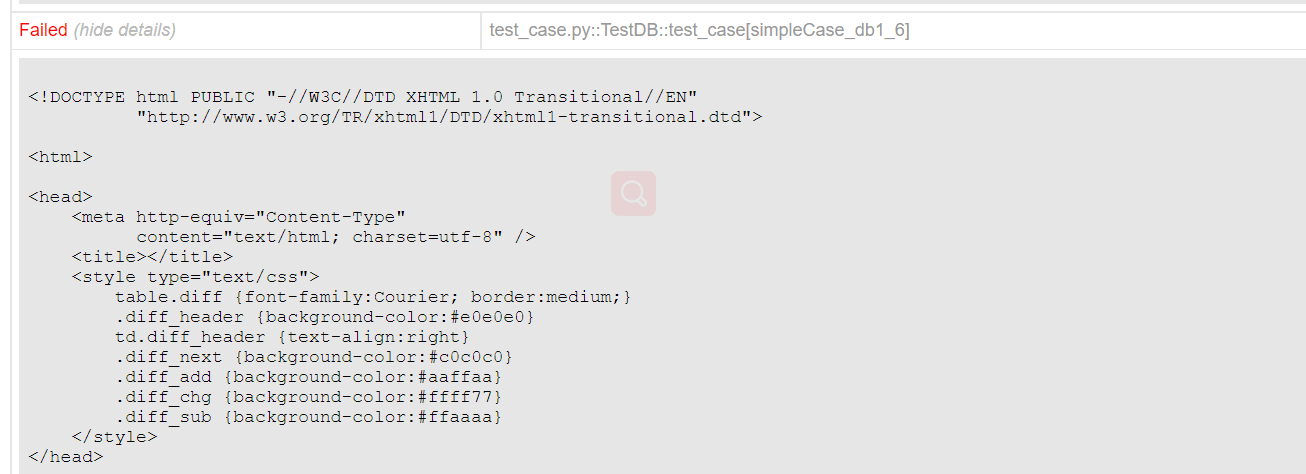 Failed (hide details) test_case.py::TestDB::test_case[simpleCase_db1_6]
<!DOCTYPE html PUBLIC "-//W3C//DTD XHTML 1.0 Transitional//EN"
"http://www.w3.org/TR/xhtml1/DTD/xhtml1-transitional.dtd">
<html>
<head>
<meta http-equiv="Content-Type"
content="text/html; charset=utf-8" />
<title></title>
<style type="text/css">
table.diff {font-family:Courier; border:medium;}
.diff_header {background-color:#e0e0e0}
td.diff_header {text-align:right}
.diff_next {background-color:#c0c0c0}
.diff_add {background-color:#aaffaa}
.diff_chg {background-color:#ffff77}
.diff_sub {background-color:#ffaaaa}
</style>
</head>